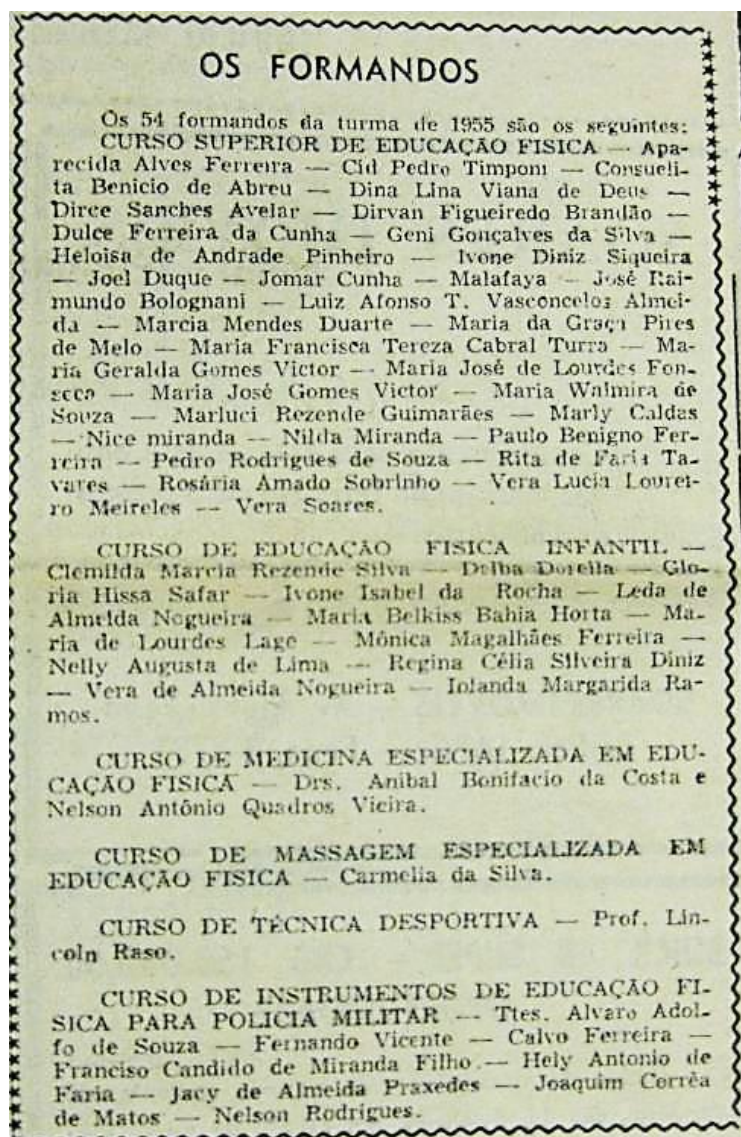 OS FORMANDOS
Os 54 formandos da turma de 1955 são os seguintes:
CURSO SUPERIOR DE EDUCAÇÃO FISICA — Apa-
recida Alves Ferreira — Cid Pedro Timponi — Consueli-
ta Benicio de Abreu — Dina Lina Viana de Deus —
Dirce Sanches Avelar — Dirvan Figueiredo Brandão —
Dulce Ferreira da Cunha — Geni Gonçalves da Silva —
Heloisa de Andrade Pinheiro — Ivone Diniz Siqueira
— Joel Duque — Jomar Cunha — Malafaya — José Rai-
mundo Bolognani — Luiz Afonso T. Vasconcelos Almei-
da — Marcia Mendes Duarte — Maria da Graça Pires
de Melo — Maria Francisca Tereza Cabral Turra — Ma-
ria Geralda Gomes Victor — Maria José de Lourdes Fon-
seca — Maria José Gomes Victor — Maria Walmira de
Souza — Marluci Rezende Guimarães — Marly Caldas
— Nice miranda — Nilda Miranda — Paulo Benigno Fer-
reira — Pedro Rodrigues de Souza — Rita de Faria Ta-
vares — Rosária Amado Sobrinho — Vera Lucia Lourei-
ro Meireles — Vera Soares.
CURSO DE EDUCAÇÃO FISICA INFANTIL —
Clemilda Marcia Rezende Silva — Delba Dorella — Glo-
ria Hissa Safar — Ivone Isabel da Rocha — Leda de
Almeida Nogueira — Maria Belkiss Bahia Horta — Ma-
ria de Lourdes Lage — Mônica Magalhães Ferreira —
Nelly Augusta de Lima — Regina Célia Silveira Diniz
— Vera de Almeida Nogueira — Iolanda Margarida Ra-
mos.
CURSO DE MEDICINA ESPECIALIZADA EM EDU-
CAÇÃO FISICA — Drs. Anibal Bonifacio da Costa e
Nelson Antônio Quadros Vieira.
CURSO DE MASSAGEM ESPECIALIZADA EM
EDUCAÇÃO FISICA — Carmelia da Silva.
CURSO DE TÉCNICA DESPORTIVA — Prof. Lin-
coln Raso.
CURSO DE INSTRUMENTOS DE EDUCAÇÃO FI-
SICA PARA POLICIA MILITAR — Ttes. Alvaro Adol-
fo de Souza — Fernando Vicente — Calvo Ferreira —
Franciso Candido de Miranda Filho. — Hely Antonio de
Faria — Jacy de Almeida Praxedes — Joaquim Corrêa
de Matos — Nelson Rodrigues.